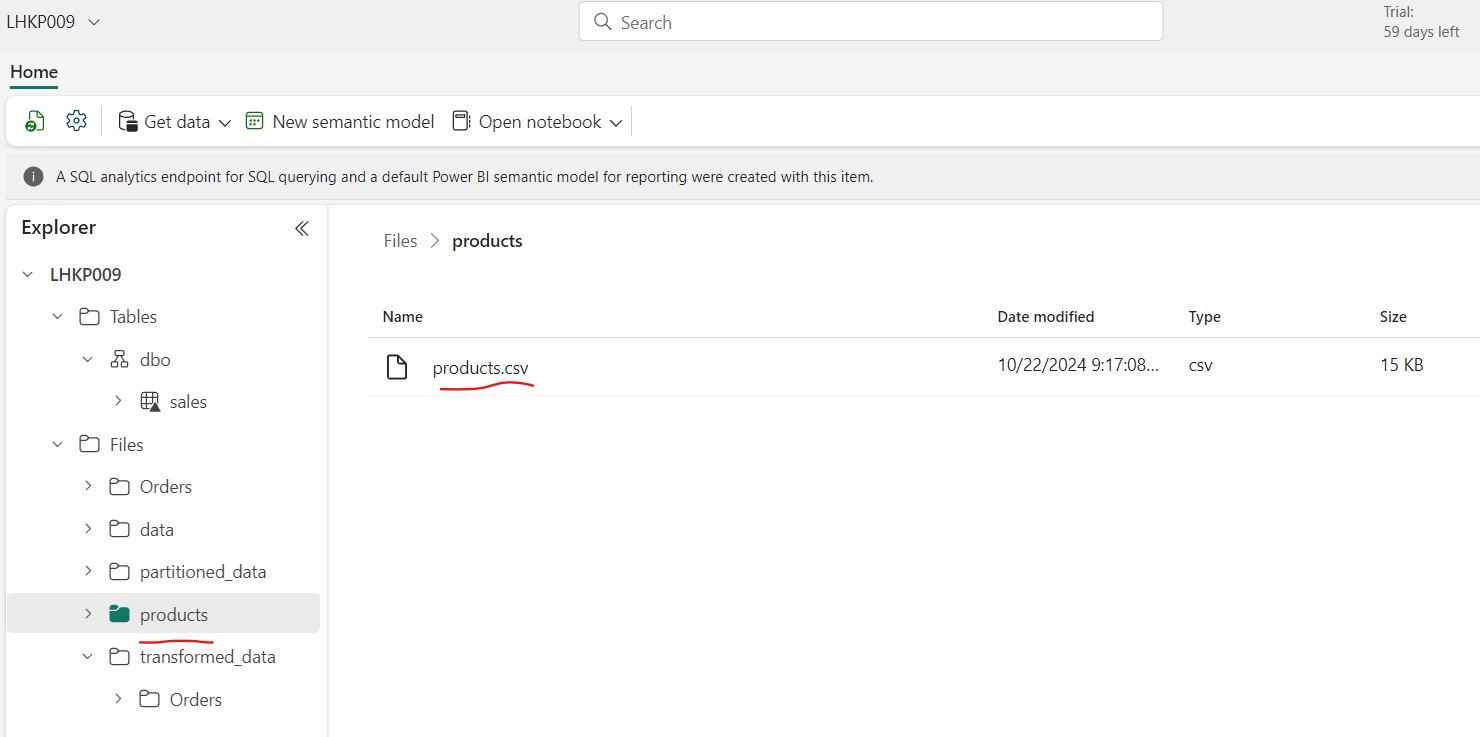 LHKP009
Search
Trial:
59 days left
Home
Get data
New semantic model
Open notebook
A SQL analytics endpoint for SQL querying and a default Power BI semantic model for reporting were created with this item.
Explorer
LHKP009
Tables
dbo
sales
Files
Orders
data
partitioned_data
products
transformed_data
Orders
Files > products
Name Date modified Type Size
products.csv 10/22/2024 9:17:08... csv 15 KB